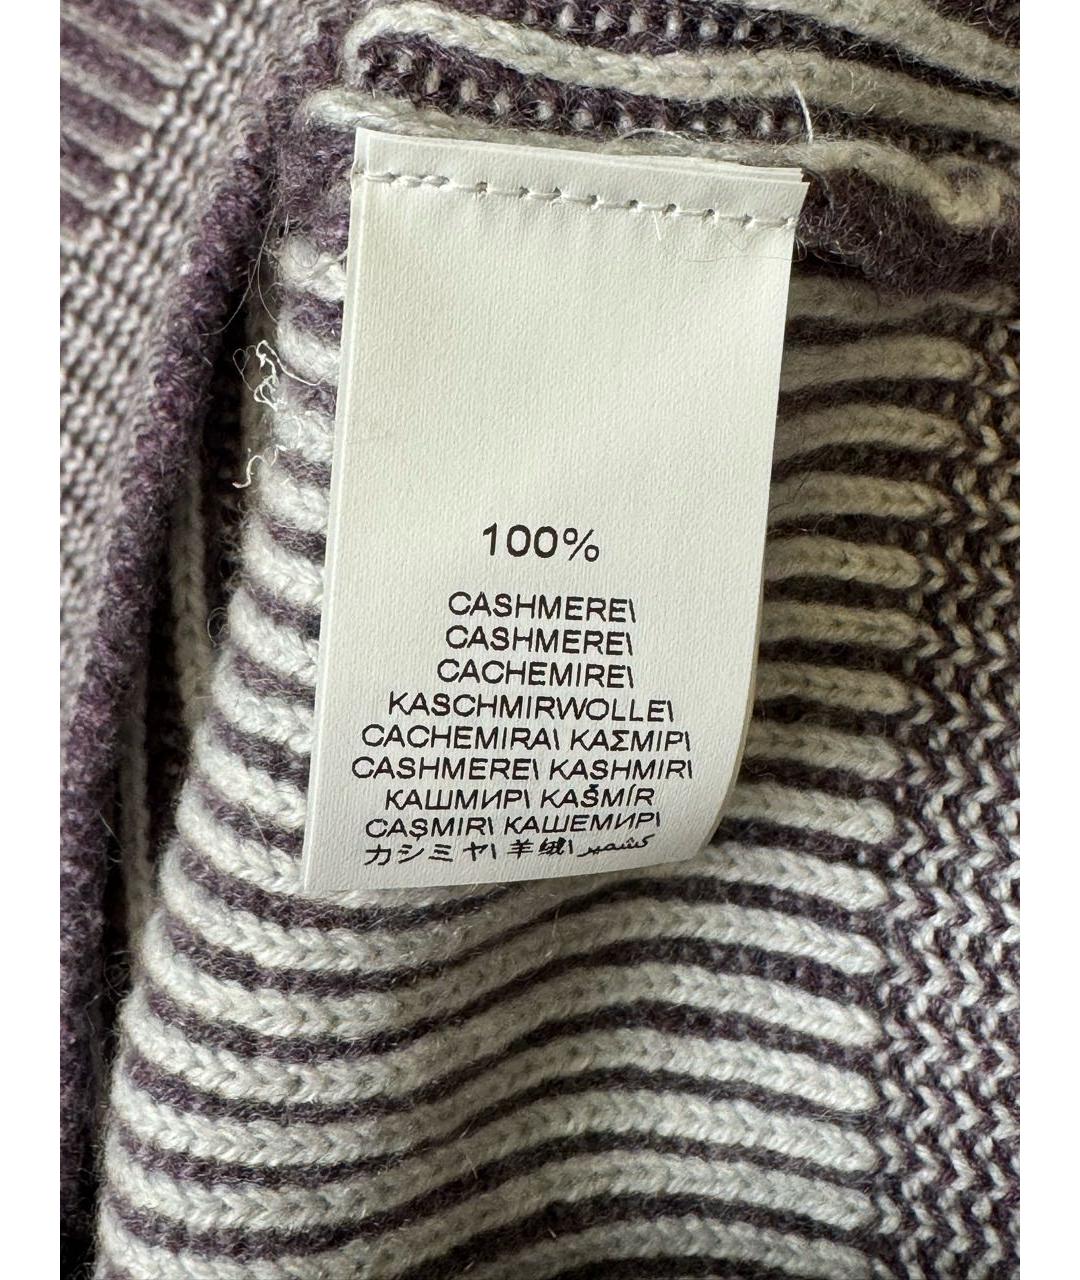 100%
CASHMERE\
CASHMERE\
CACHEMIRE\
KASCHMIRWOLLE\
CACHEMIRA\ ΚΑΣΜΙΡ\
CASHMERE\ KASHMIR\
КАШМИР\ KAŠMÍR
CAŞMIR\ КАШЕМИР\
カシミヤ\ 羊绒\ كشمير